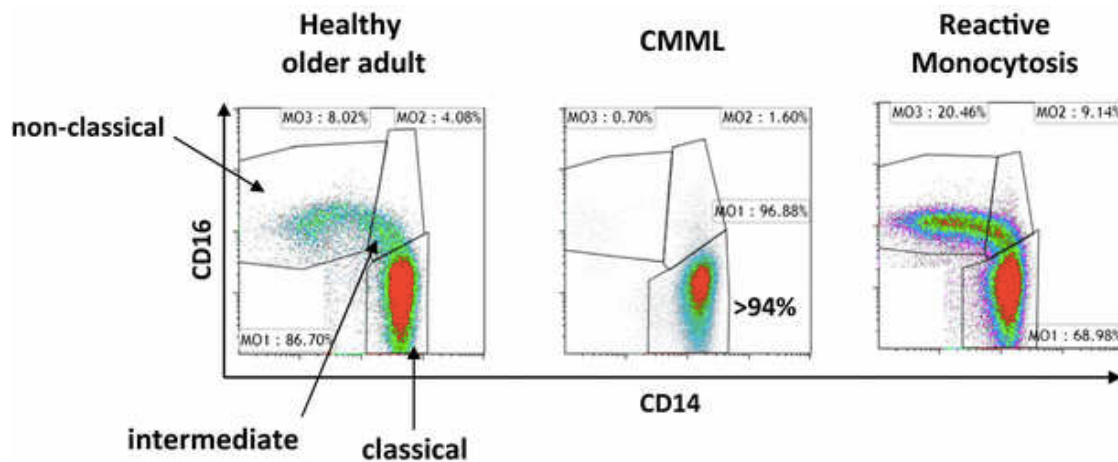 Healthy
older adult
CMML
Reactive
Monocytosis
non-classical
MO3 : 8.02%
MO2 : 4.08%
MO3 : 0.70%
MO2 : 1.60%
MO3 : 20.46%
MO2 : 9.14%
MO1 : 96.88%
CD16
>94%
MO1 : 86.70%
MO1 : 68.98%
CD14
intermediate
classical